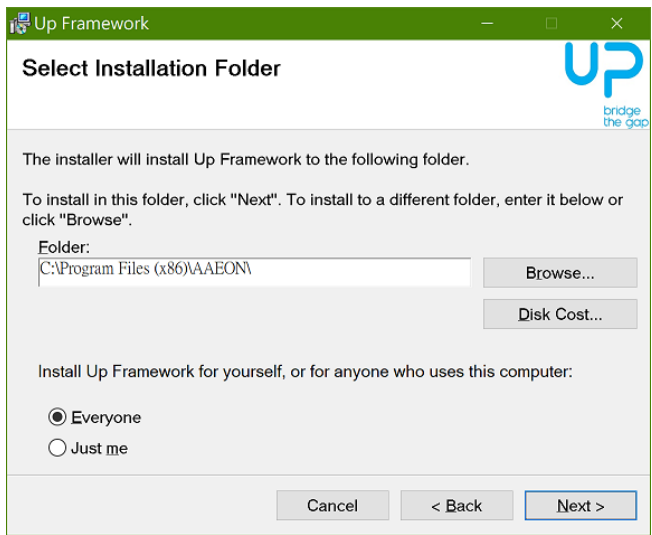 Up Framework
Select Installation Folder
UP
bridge
the gap
The installer will install Up Framework to the following folder.
To install in this folder, click "Next". To install to a different folder, enter it below or
click "Browse".
Folder:
C:\Program Files (x86)\AAEON\
Browse...
Disk Cost...
Install Up Framework for yourself, or for anyone who uses this computer:
Everyone
Just me
Cancel
< Back
Next >